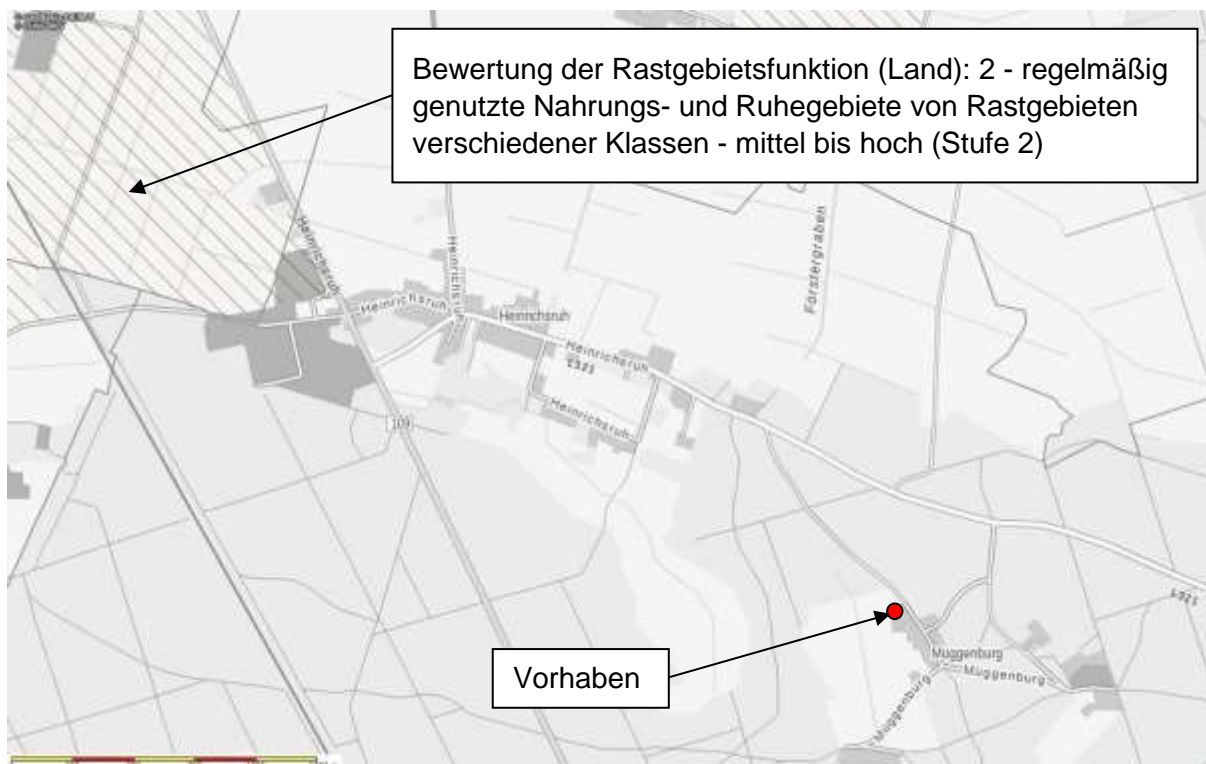 Bewertung der Rastgebietsfunktion (Land): 2 - regelmäßig
genutzte Nahrungs- und Ruhegebiete von Rastgebieten
verschiedener Klassen - mittel bis hoch (Stufe 2)
Heinrichsruh
Heinrichsruh
Heinrichsruh
Heinrichsruh
Förstergraben
Heinrichsruh
L321
Heinrichsruh
109
L321
Vorhaben
Müggenburg
Müggenburg
Müggenburg